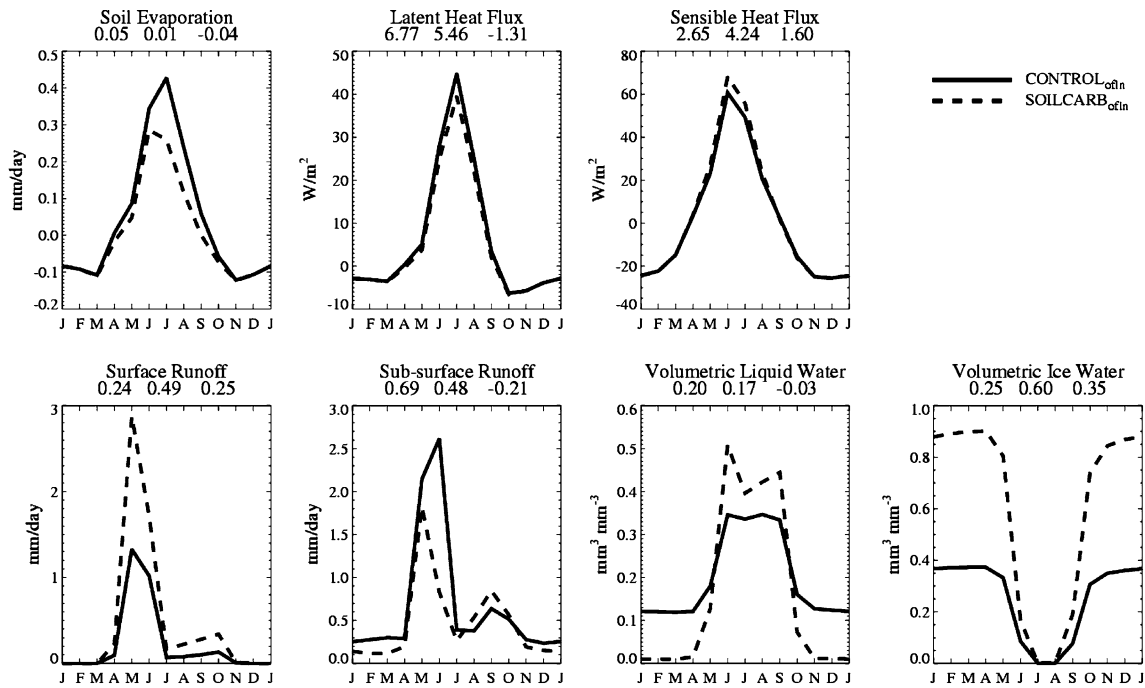 Soil Evaporation
0.05 0.01 -0.04
mm/day
0.5
0.4
0.3
0.2
0.1
0.0
-0.1
-0.2
J F M A M J J A S O N D J
Latent Heat Flux
6.77 5.46 -1.31
W/m2
50
40
30
20
10
0
-10
J F M A M J J A S O N D J
Sensible Heat Flux
2.65 4.24 1.60
W/m2
80
60
40
20
0
-20
-40
J F M A M J J A S O N D J
CONTROLofln
SOILCARBofln
Surface Runoff
0.24 0.49 0.25
mm/day
3
2
1
0
J F M A M J J A S O N D J
Sub-surface Runoff
0.69 0.48 -0.21
mm/day
3.0
2.5
2.0
1.5
1.0
0.5
0.0
J F M A M J J A S O N D J
Volumetric Liquid Water
0.20 0.17 -0.03
mm3 mm-3
0.6
0.5
0.4
0.3
0.2
0.1
0.0
J F M A M J J A S O N D J
Volumetric Ice Water
0.25 0.60 0.35
mm3 mm-3
1.0
0.8
0.6
0.4
0.2
0.0
J F M A M J J A S O N D J